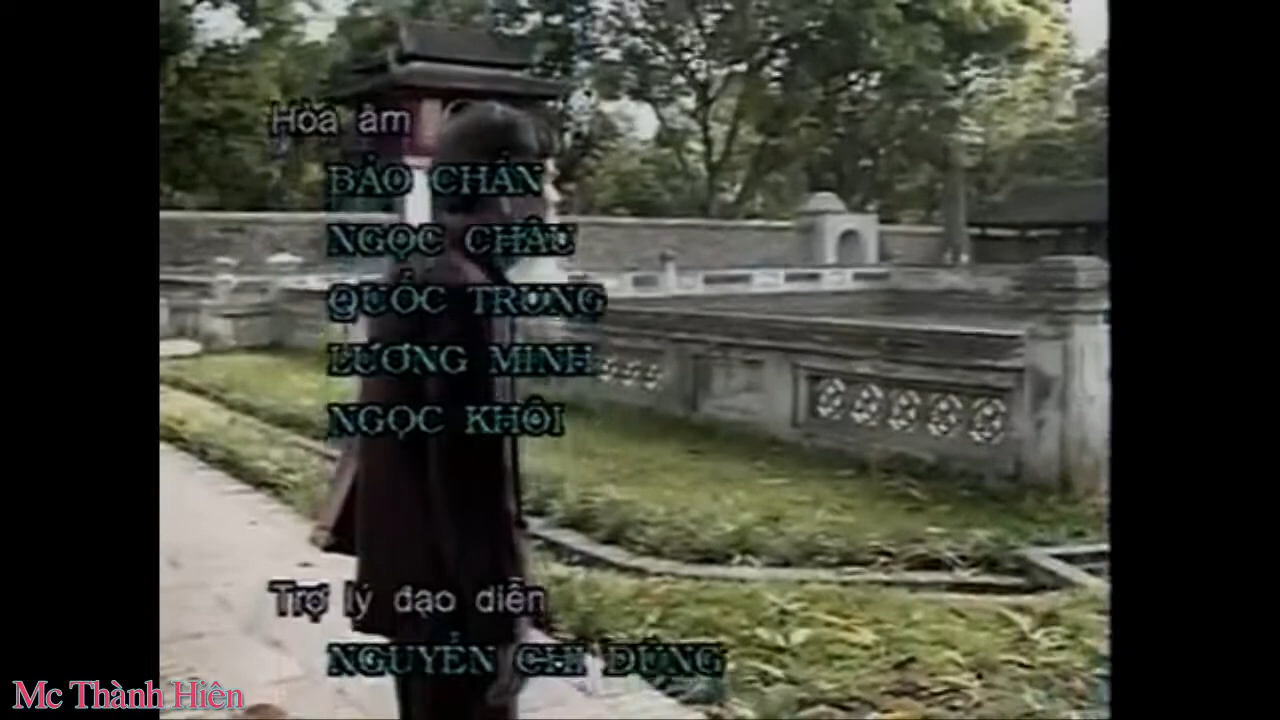 Hòa âm
BẢO CHẤN
NGỌC CHÂU
QUỐC TRUNG
LƯƠNG MINH
NGỌC KHÔI
Trợ lý đạo diễn
NGUYỄN CHÍ DŨNG
Mc Thành Hiên